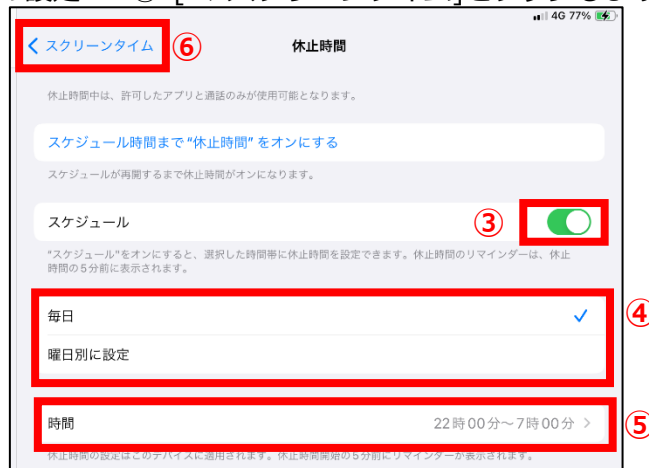 4G 77%
スクリーンタイム ⑥ 休止時間
休止時間中は、許可したアプリと通話のみが使用可能となります。
スケジュール時間まで“休止時間” をオンにする
スケジュールが再開するまで休止時間がオンになります。
スケジュール ③
"スケジュール"をオンにすると、選択した時間帯に休止時間を設定できます。休止時間のリマインダーは、休止
時間の5分前に表示されます。
毎日
④
曜日別に設定
時間 22時00分～7時00分 ⑤
休止時間の設定はこのデバイスに適用されます。休止時間開始の5分前にリマインダーが表示されます。